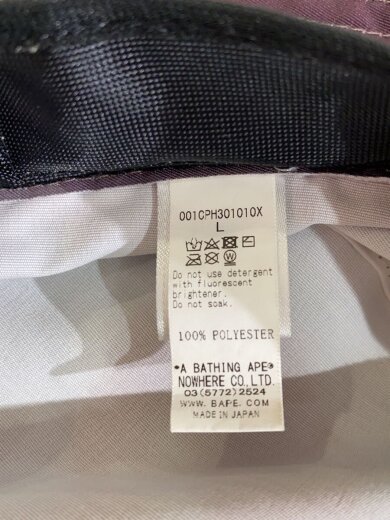 001CPH301010X
L
Do not use detergent
with fluorescent
brightener.
Do not soak.
100% POLYESTER
*A BATHING APE®
NOWHERE CO., LTD.
03(5772)2524
WWW.BAPE.COM
MADE IN JAPAN